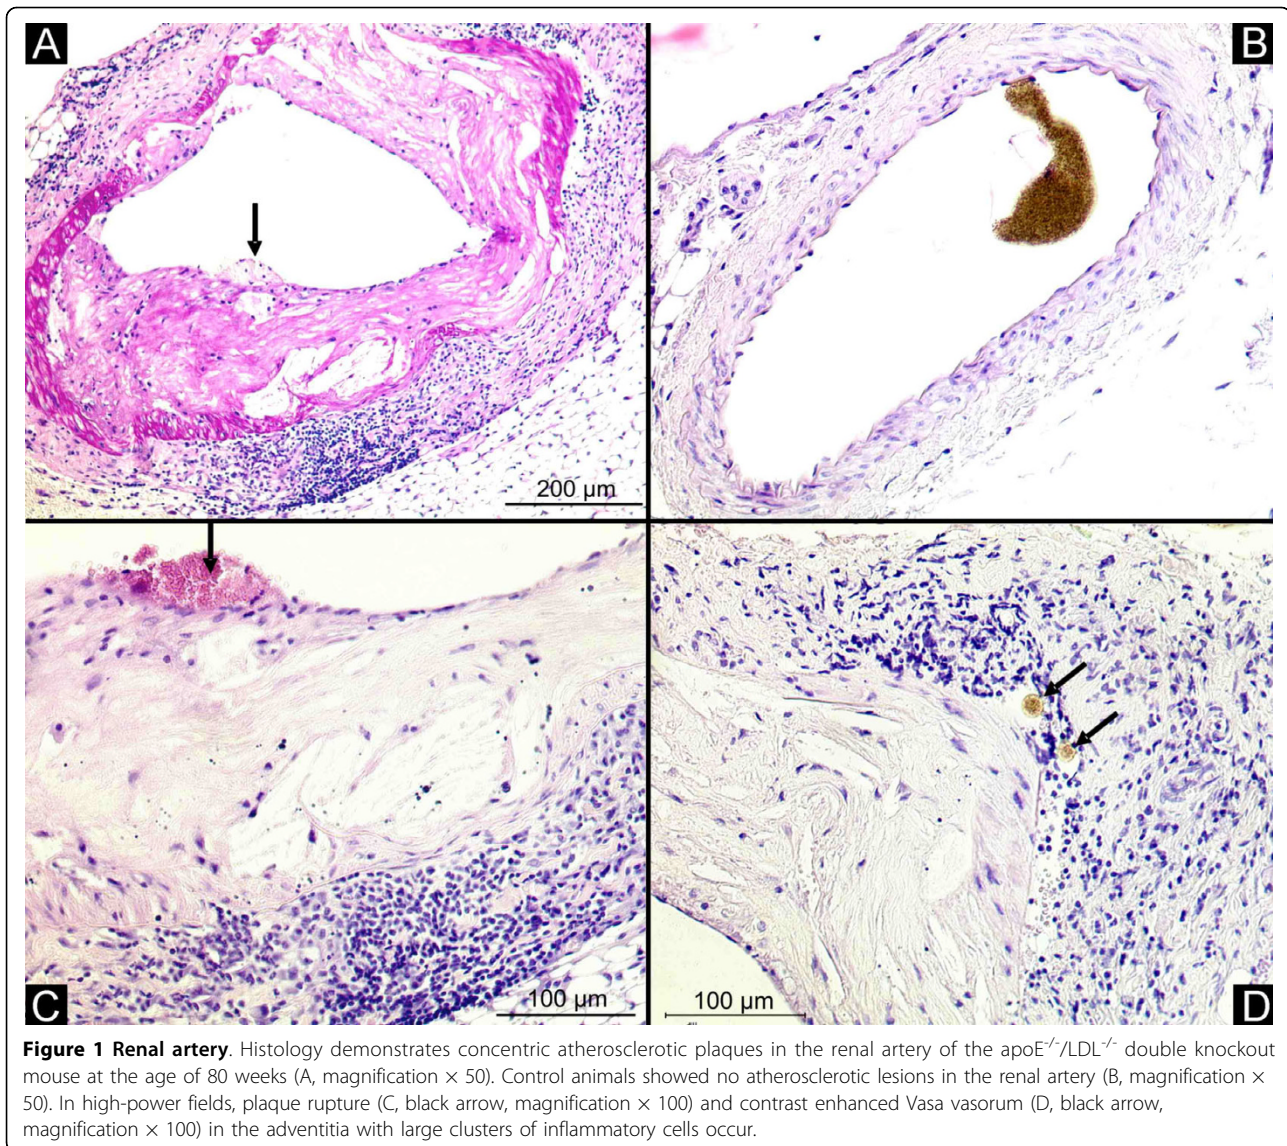 A
B
200 µm
C
100 µm
100 µm
D
Figure 1 Renal artery. Histology demonstrates concentric atherosclerotic plaques in the renal artery of the apoE-/-/LDL-/- double knockout
mouse at the age of 80 weeks (A, magnification × 50). Control animals showed no atherosclerotic lesions in the renal artery (B, magnification ×
50). In high-power fields, plaque rupture (C, black arrow, magnification × 100) and contrast enhanced Vasa vasorum (D, black arrow,
magnification × 100) in the adventitia with large clusters of inflammatory cells occur.